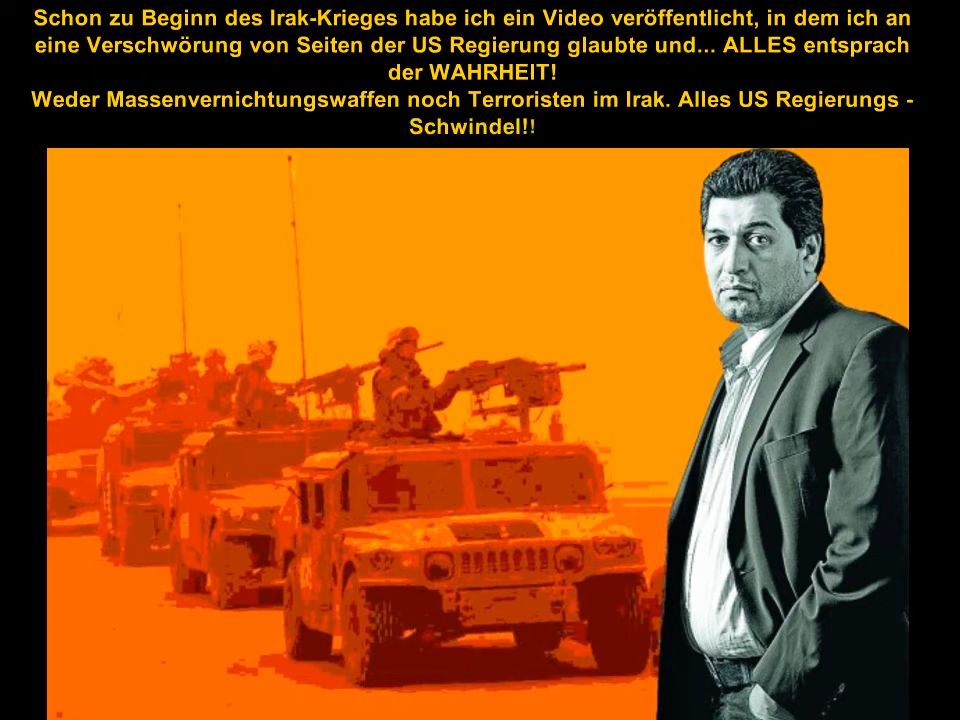 Schon zu Beginn des Irak-Krieges habe ich ein Video veröffentlicht, in dem ich an
eine Verschwörung von Seiten der US Regierung glaubte und... ALLES entsprach
der WAHRHEIT!
Weder Massenvernichtungswaffen noch Terroristen im Irak. Alles US Regierungs -
Schwindel!!